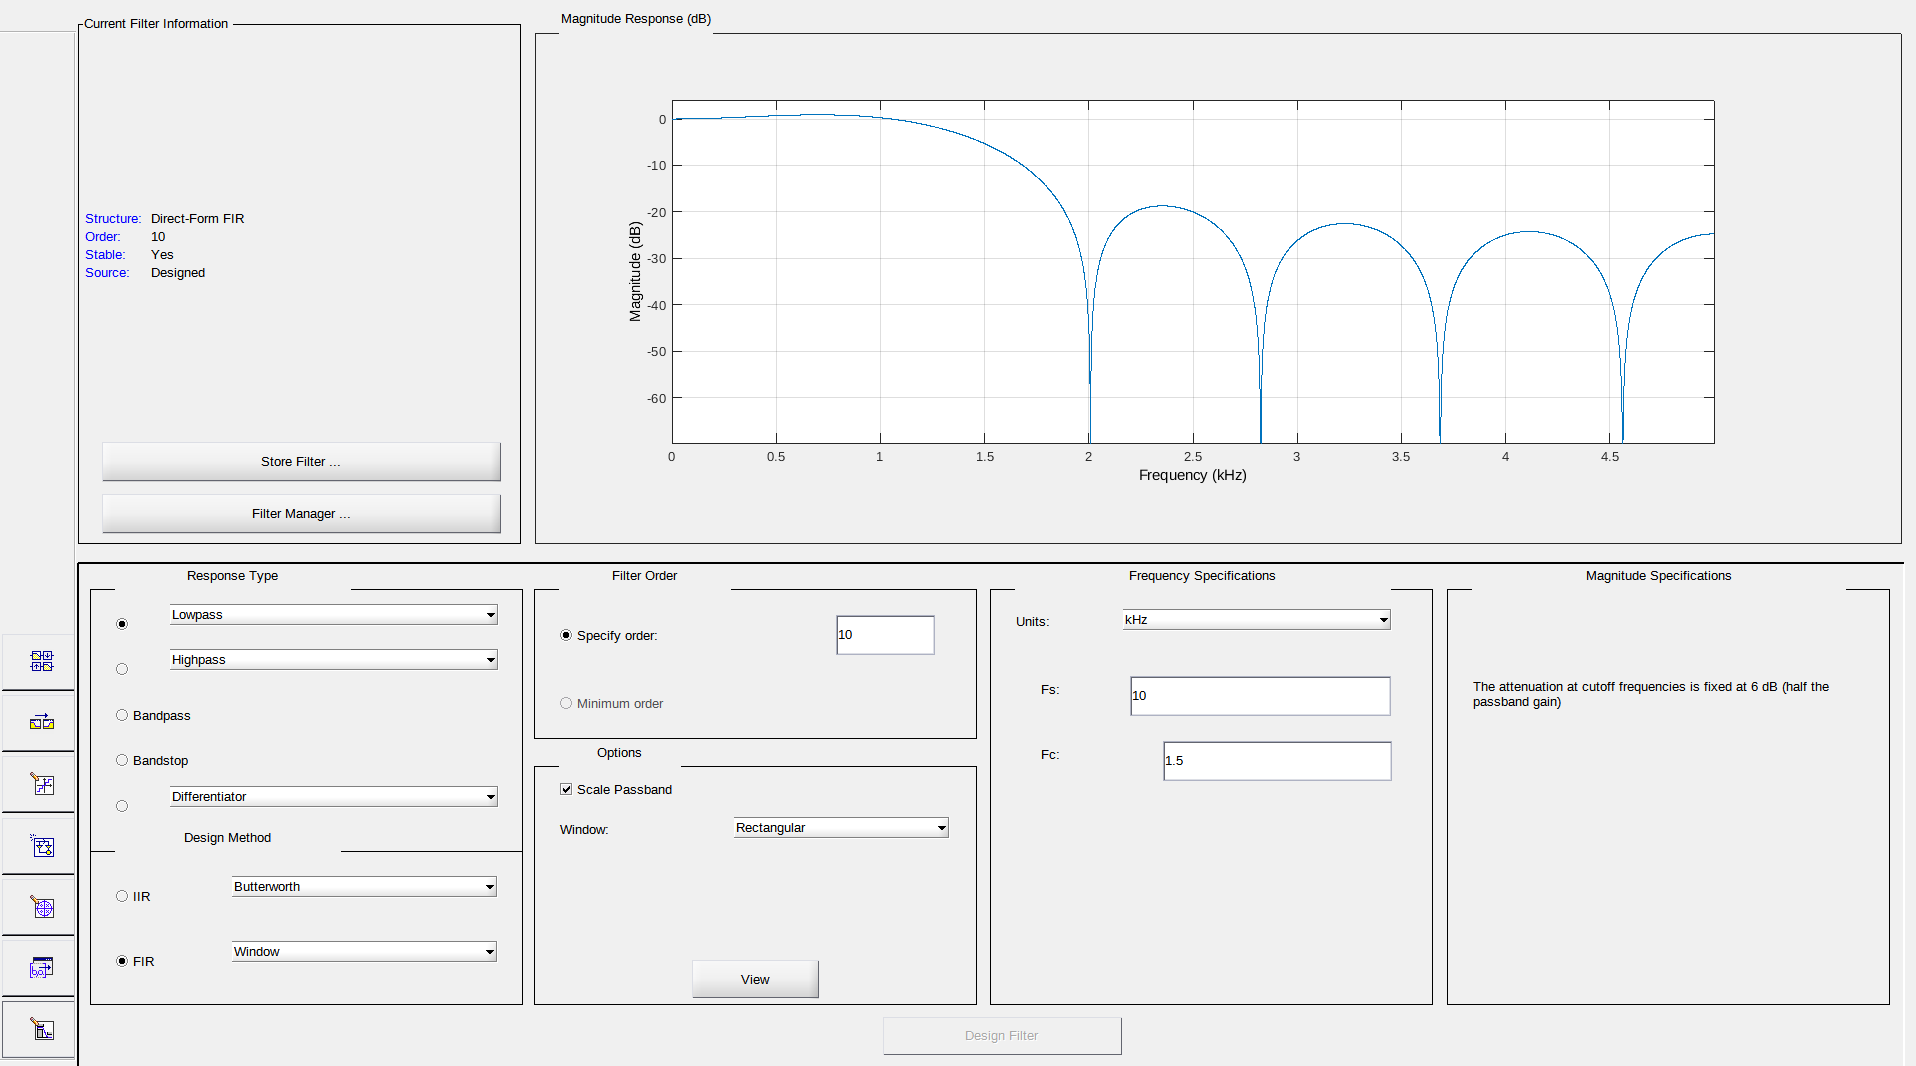 Current Filter Information
Structure: Direct-Form FIR
Order: 10
Stable: Yes
Source: Designed
Store Filter ...
Filter Manager ...
Magnitude Response (dB)
Magnitude (dB)
0
-10
-20
-30
-40
-50
-60
0 0.5 1 1.5 2 2.5 3 3.5 4 4.5
Frequency (kHz)
Response Type
Lowpass
Highpass
Bandpass
Bandstop
Differentiator
Design Method
IIR Butterworth
FIR Window
Filter Order
Specify order: 10
Minimum order
Options
Scale Passband
Window: Rectangular
View
Frequency Specifications
Units: kHz
Fs: 10
Fc: 1.5
Magnitude Specifications
The attenuation at cutoff frequencies is fixed at 6 dB (half the
passband gain)
Design Filter